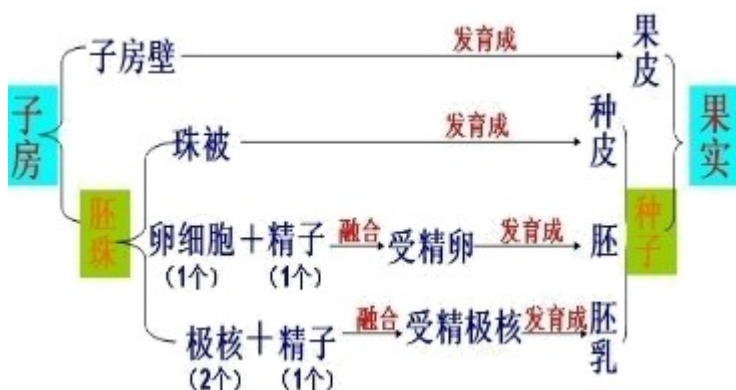 子房
子房壁 发育成 果皮
果实
胚珠
珠被 发育成 种皮
种子
卵细胞＋精子 融合 受精卵 发育成 胚
(1个) (1个)
极核＋精子 融合 受精极核 发育成 胚乳
(2个) (1个)